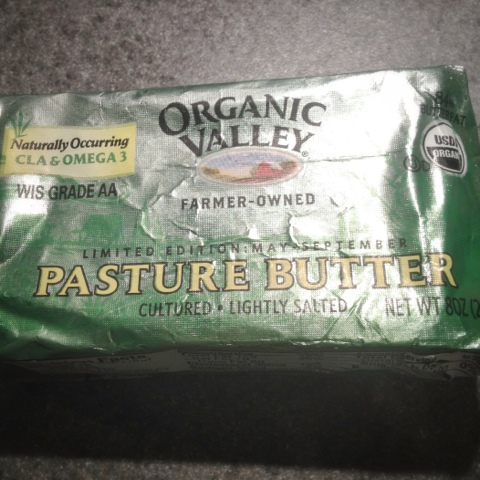 ORGANIC
VALLEY®
Naturally Occurring
CLA & OMEGA 3
USDA
ORGANIC
WIS GRADE AA
FARMER-OWNED
LIMITED EDITION: MAY-SEPTEMBER
PASTURE BUTTER
CULTURED • LIGHTLY SALTED
NET WT 8OZ